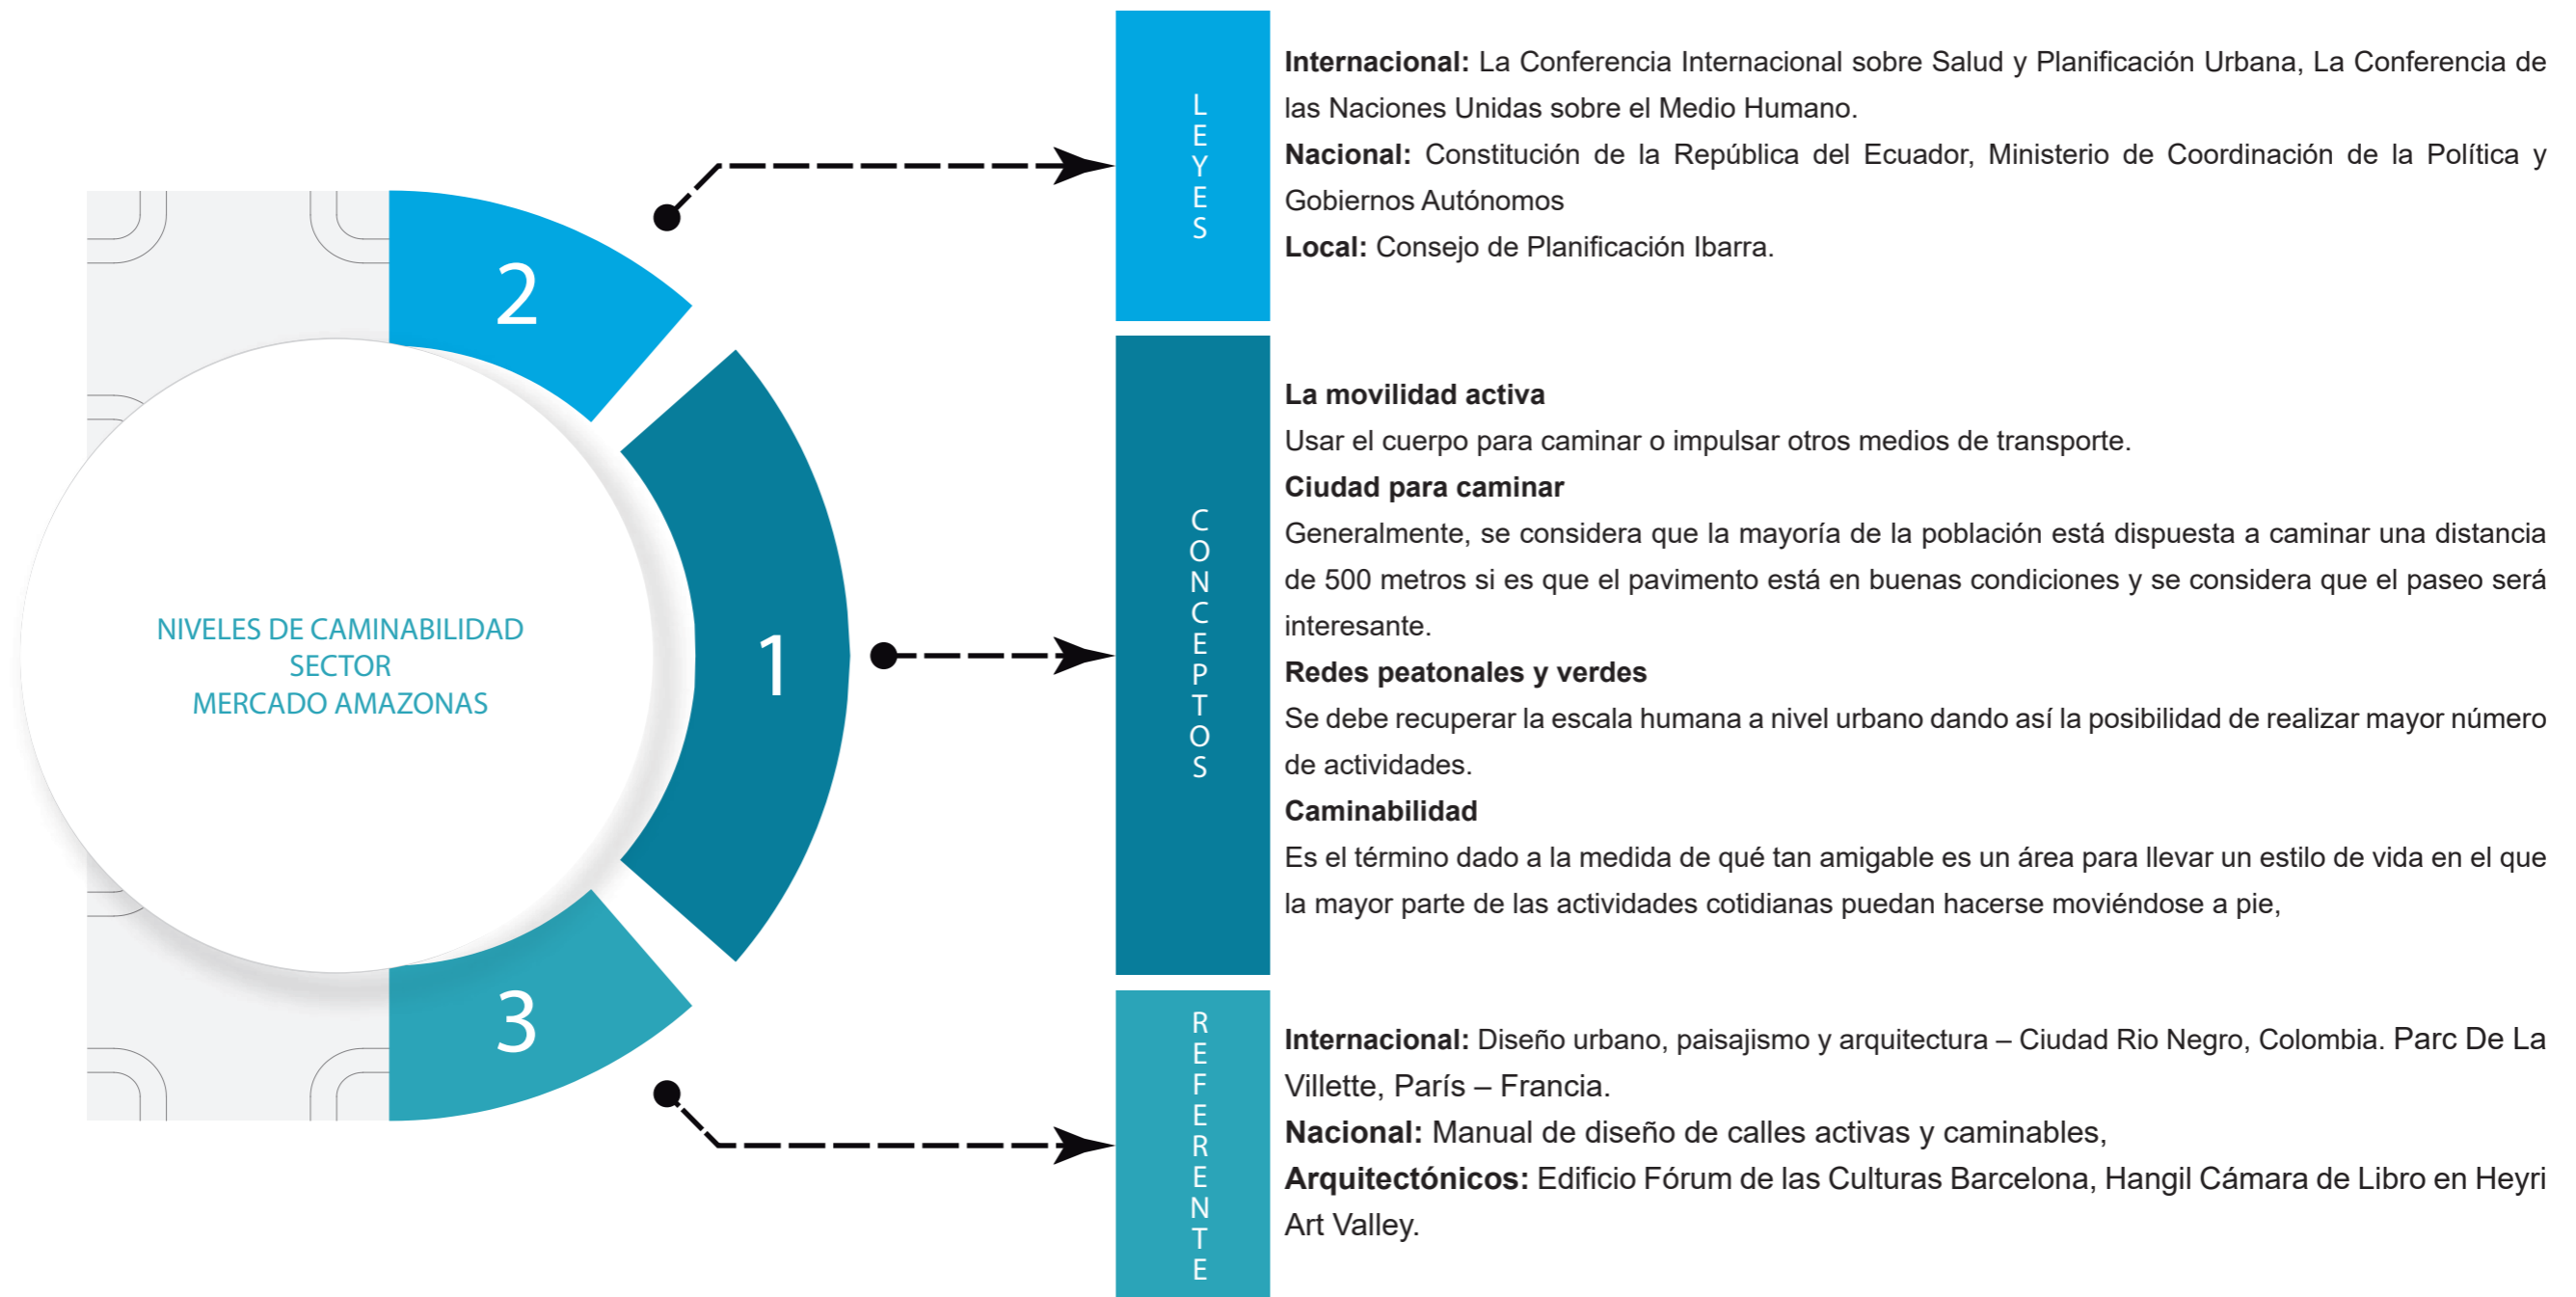 NIVELES DE CAMINABILIDAD
SECTOR
MERCADO AMAZONAS
2
LEYES
Internacional: La Conferencia Internacional sobre Salud y Planificación Urbana, La Conferencia de
las Naciones Unidas sobre el Medio Humano.
Nacional: Constitución de la República del Ecuador, Ministerio de Coordinación de la Política y
Gobiernos Autónomos
Local: Consejo de Planificación Ibarra.
1
CONCEPTOS
La movilidad activa
Usar el cuerpo para caminar o impulsar otros medios de transporte.
Ciudad para caminar
Generalmente, se considera que la mayoría de la población está dispuesta a caminar una distancia
de 500 metros si es que el pavimento está en buenas condiciones y se considera que el paseo será
interesante.
Redes peatonales y verdes
Se debe recuperar la escala humana a nivel urbano dando así la posibilidad de realizar mayor número
de actividades.
Caminabilidad
Es el término dado a la medida de qué tan amigable es un área para llevar un estilo de vida en el que
la mayor parte de las actividades cotidianas puedan hacerse moviéndose a pie,
3
REFERENTE
Internacional: Diseño urbano, paisajismo y arquitectura – Ciudad Rio Negro, Colombia. Parc De La
Villette, París – Francia.
Nacional: Manual de diseño de calles activas y caminables,
Arquitectónicos: Edificio Fórum de las Culturas Barcelona, Hangil Cámara de Libro en Heyri
Art Valley.